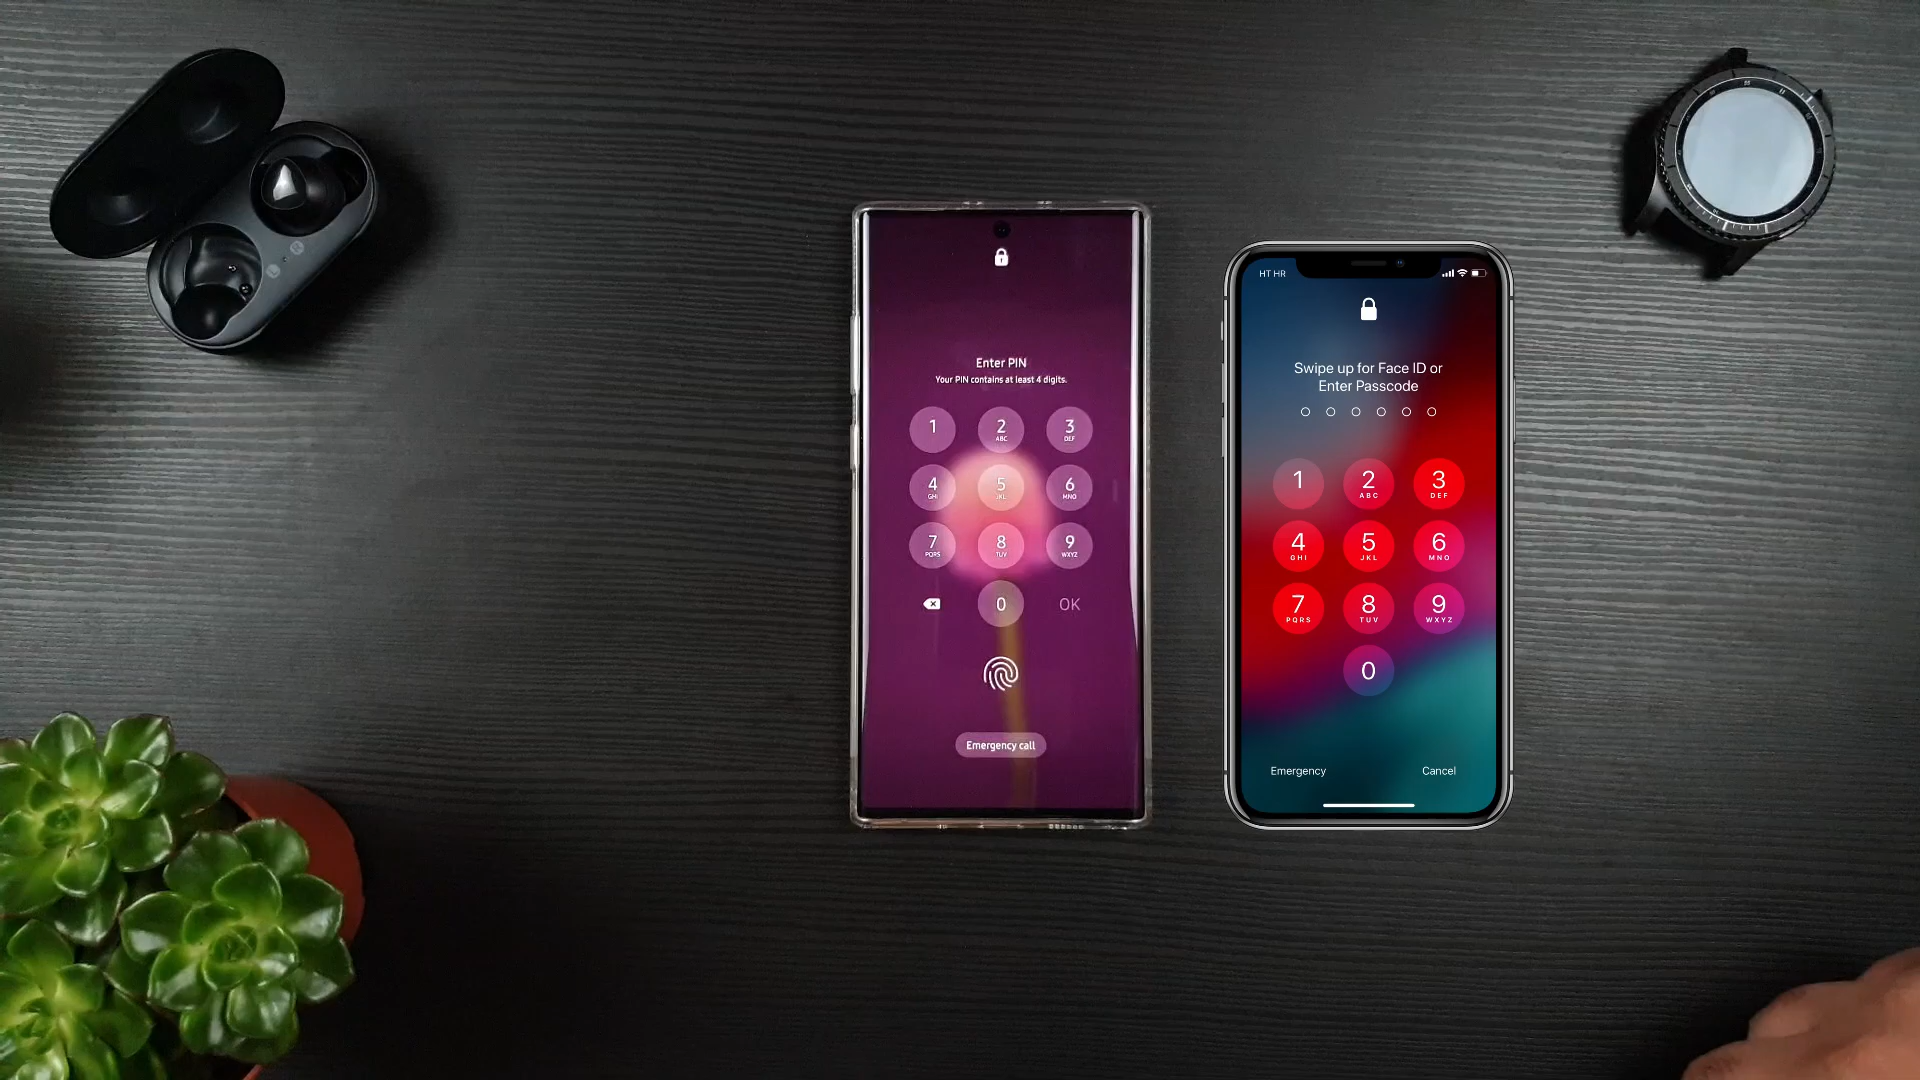 Enter PIN
Your PIN contains at least 4 digits.
1
2
ABC
3
DEF
4
GHI
5
JKL
6
MNO
7
PQRS
8
TUV
9
WXYZ
0
OK
Emergency call
HT HR
Swipe up for Face ID or
Enter Passcode
1
2
ABC
3
DEF
4
GHI
5
JKL
6
MNO
7
PQRS
8
TUV
9
WXYZ
0
Emergency
Cancel
L